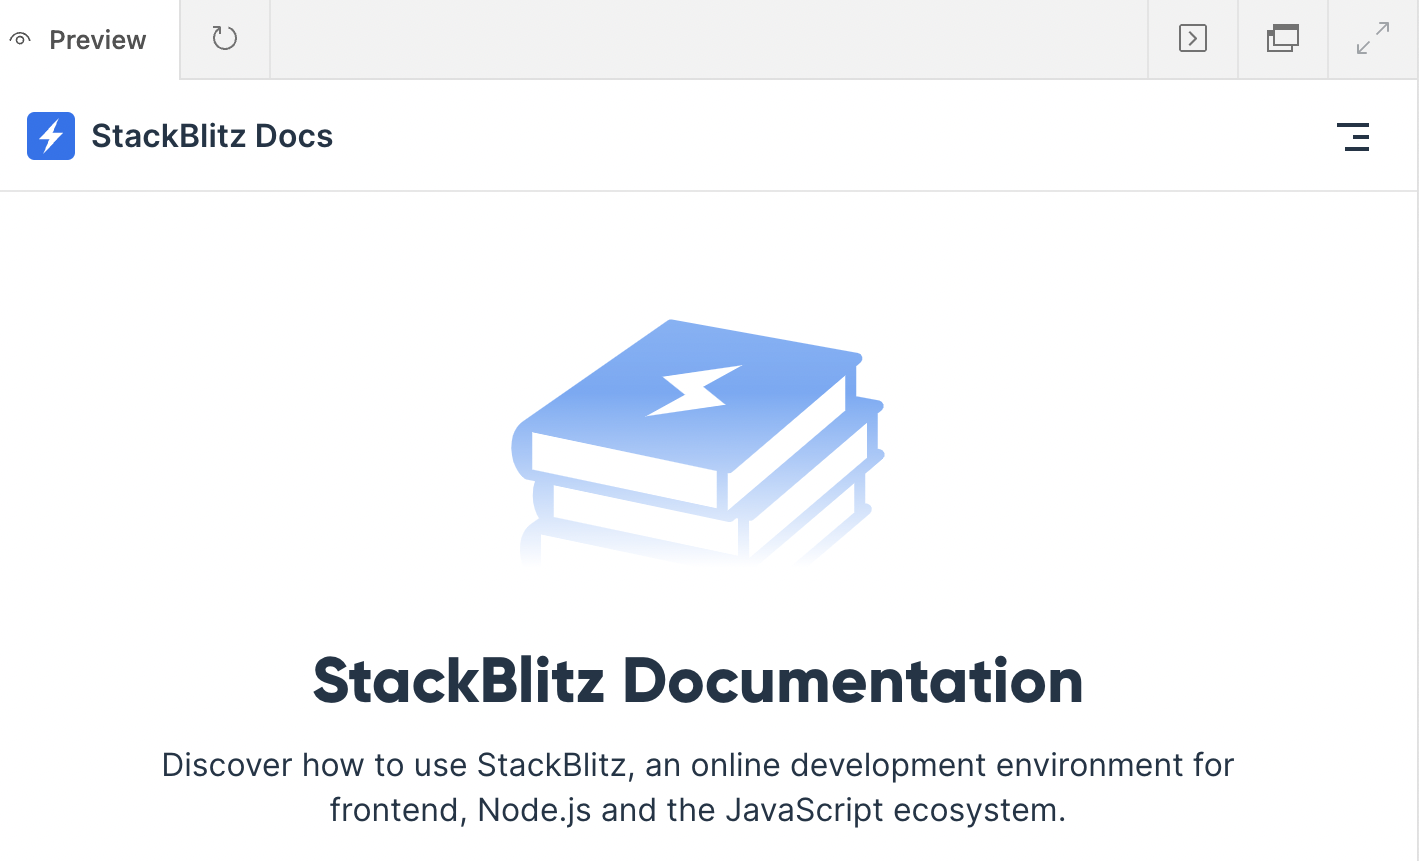 Preview
StackBlitz Docs
StackBlitz Documentation
Discover how to use StackBlitz, an online development environment for
frontend, Node.js and the JavaScript ecosystem.